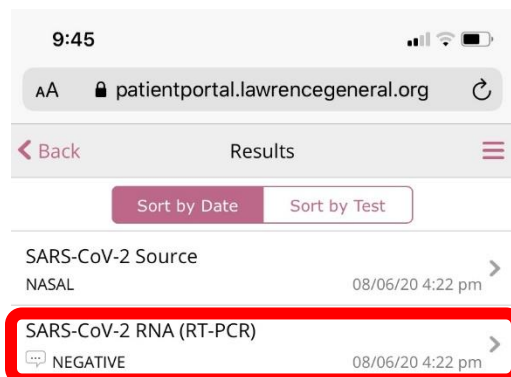 9:45
AA patientportal.lawrencegeneral.org
Back Results
Sort by Date Sort by Test
SARS-CoV-2 Source
NASAL 08/06/20 4:22 pm
SARS-CoV-2 RNA (RT-PCR)
NEGATIVE 08/06/20 4:22 pm